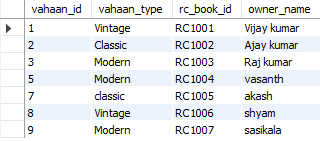 vahaan_id vahaan_type rc_book_id owner_name
1 Vintage RC1001 Vijay kumar
2 Classic RC1002 Ajay kumar
3 Modern RC1003 Raj kumar
5 Modern RC1004 vasanth
7 classic RC1005 akash
8 Vintage RC1006 shyam
9 Modern RC1007 sasikala